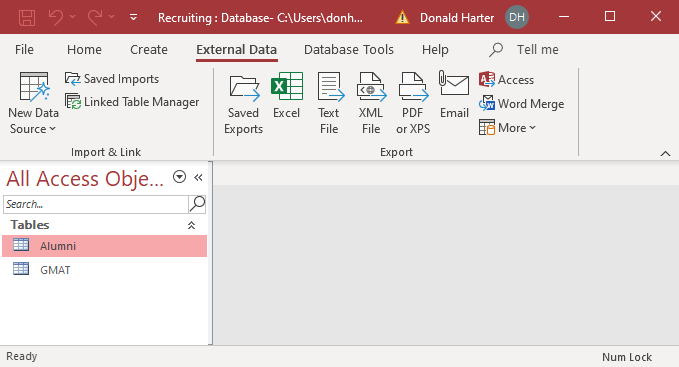 Recruiting : Database- C:\Users\donh... Donald Harter DH
File Home Create External Data Database Tools Help Tell me
New Data Source
Saved Imports
Linked Table Manager
Import & Link
Saved Exports
Excel
Text File
XML File
PDF or XPS
Email
Access
Word Merge
More
Export
All Access Obje...
Search...
Tables
Alumni
GMAT
Ready Num Lock